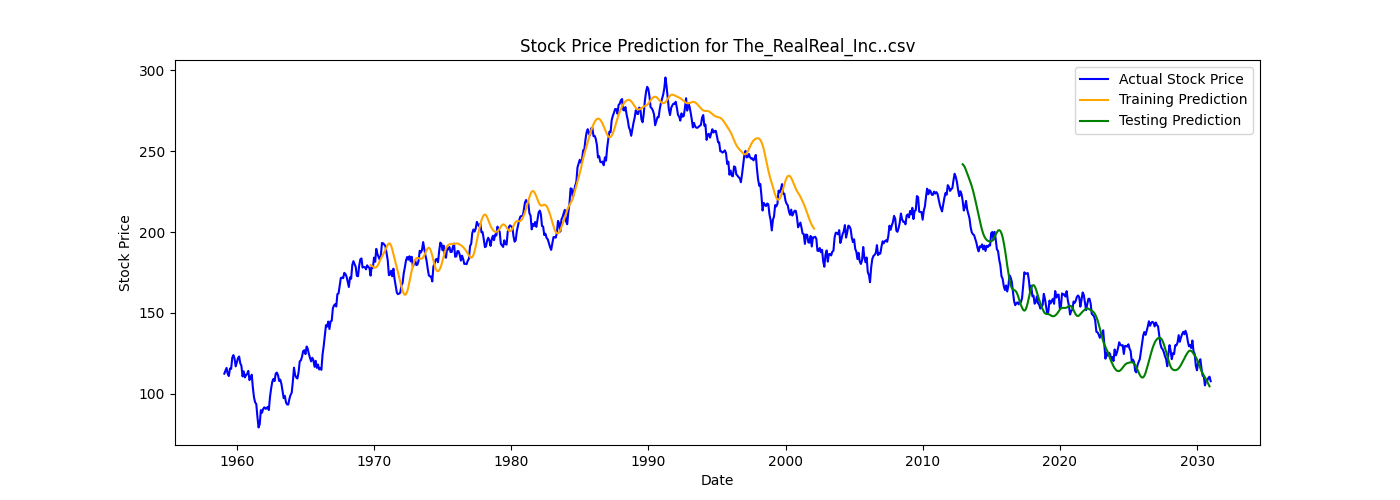 Stock Price Prediction for The_RealReal_Inc..csv
Actual Stock Price
Training Prediction
Testing Prediction
Stock Price
300
250
200
150
100
1960
1970
1980
1990
2000
2010
2020
2030
Date